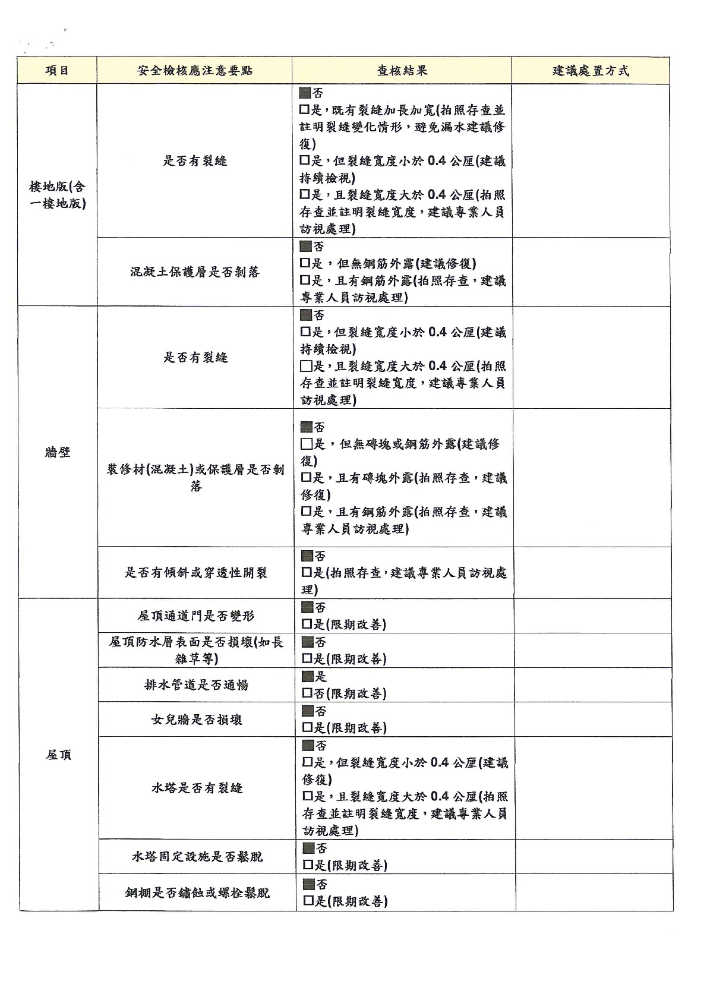 項目 安全檢核應注意要點 查核結果 建議處置方式
樓地版(含
一樓地版)
是否有裂縫
■否
□是，既有裂縫加長加寬(拍照存查並
註明裂縫變化情形，避免漏水建議修
復)
□是，但裂縫寬度小於 0.4 公厘(建議
持續檢視)
□是，且裂縫寬度大於 0.4 公厘(拍照
存查並註明裂縫寬度，建議專業人員
訪視處理)
混凝土保護層是否剝落
■否
□是，但無鋼筋外露(建議修復)
□是，且有鋼筋外露(拍照存查，建議
專業人員訪視處理)
牆壁
是否有裂縫
■否
□是，但裂縫寬度小於 0.4 公厘(建議
持續檢視)
□是，且裂縫寬度大於 0.4 公厘(拍照
存查並註明裂縫寬度，建議專業人員
訪視處理)
裝修材(混凝土)或保護層是否剝
落
■否
□是，但無磚塊或鋼筋外露(建議修
復)
□是，且有磚塊外露(拍照存查，建議
修復)
□是，且有鋼筋外露(拍照存查，建議
專業人員訪視處理)
是否有傾斜或穿透性開裂
■否
□是(拍照存查，建議專業人員訪視處
理)
屋頂
屋頂通道門是否變形
■否
□是(限期改善)
屋頂防水層表面是否損壞(如長
雜草等)
■否
□是(限期改善)
排水管道是否通暢
■是
□否(限期改善)
女兒牆是否損壞
■否
□是(限期改善)
水塔是否有裂縫
■否
□是，但裂縫寬度小於 0.4 公厘(建議
修復)
□是，且裂縫寬度大於 0.4 公厘(拍照
存查並註明裂縫寬度，建議專業人員
訪視處理)
水塔固定設施是否鬆脫
■否
□是(限期改善)
鋼棚是否鏽蝕或螺栓鬆脫
■否
□是(限期改善)